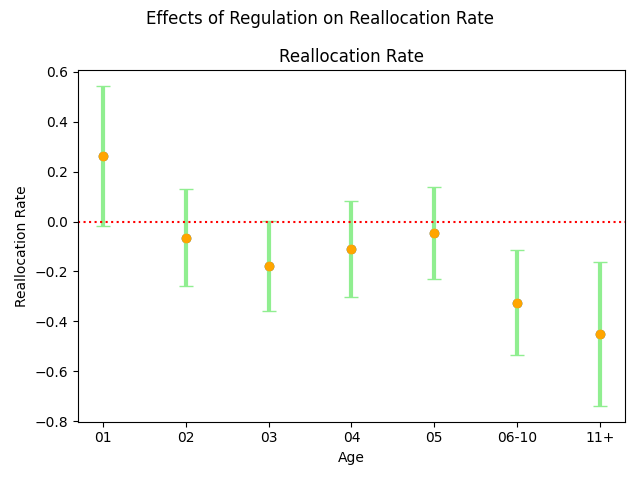 Effects of Regulation on Reallocation Rate
Reallocation Rate
0.6
0.4
0.2
0.0
−0.2
−0.4
−0.6
−0.8
Reallocation Rate
01 02 03 04 05 06-10 11+
Age